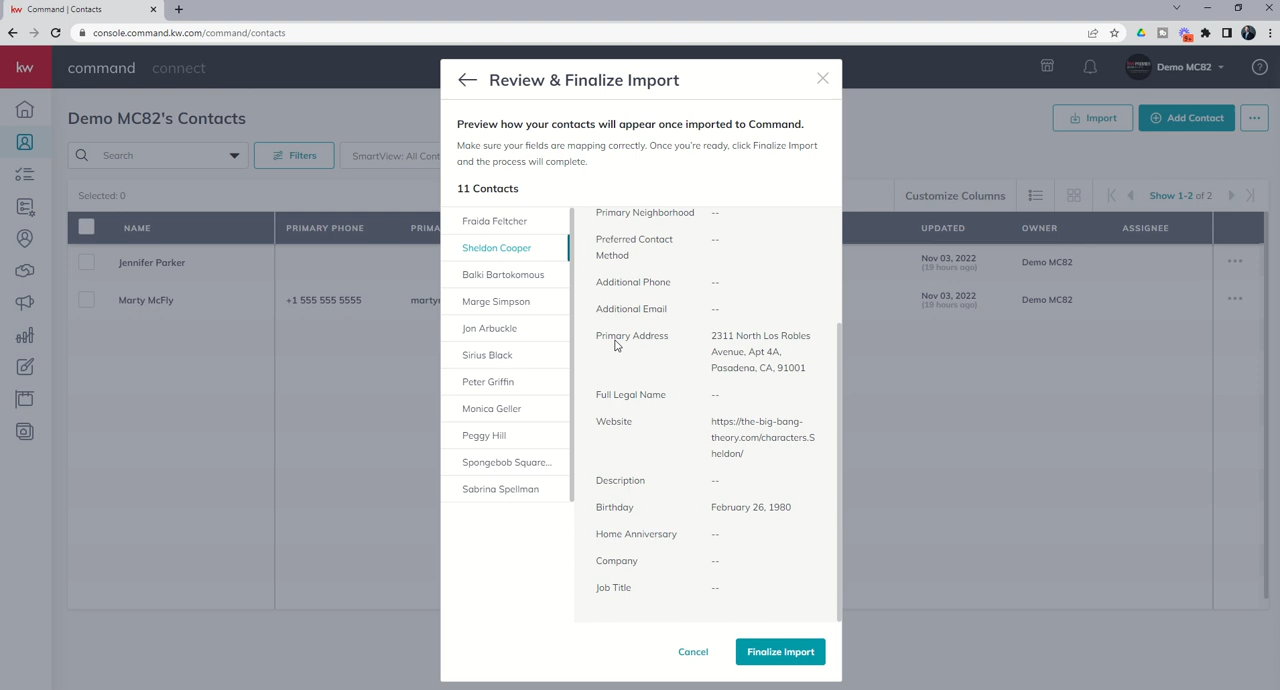 kw Command | Contacts
console.command.kw.com/command/contacts
9+
kw
command connect
Demo MC82
Demo MC82's Contacts
Import
Add Contact
Search
Filters
SmartView: All Cont
Selected: 0
Customize Columns
Show 1-2 of 2
NAME
PRIMARY PHONE
PRIMA
UPDATED
OWNER
ASSIGNEE
Jennifer Parker
Nov 03, 2022
(19 hours ago)
Demo MC82
Marty McFly
+1 555 555 5555
martym
Nov 03, 2022
(19 hours ago)
Demo MC82
Review & Finalize Import
Preview how your contacts will appear once imported to Command.
Make sure your fields are mapping correctly. Once you're ready, click Finalize Import
and the process will complete.
11 Contacts
Fraida Feltcher
Sheldon Cooper
Balki Bartokomous
Marge Simpson
Jon Arbuckle
Sirius Black
Peter Griffin
Monica Geller
Peggy Hill
Spongebob Square...
Sabrina Spellman
Primary Neighborhood --
Preferred Contact --
Method
Additional Phone --
Additional Email --
Primary Address 2311 North Los Robles
Avenue, Apt 4A,
Pasadena, CA, 91001
Full Legal Name --
Website https://the-big-bang-
theory.com/characters.S
heldon/
Description --
Birthday February 26, 1980
Home Anniversary --
Company --
Job Title --
Cancel
Finalize Import